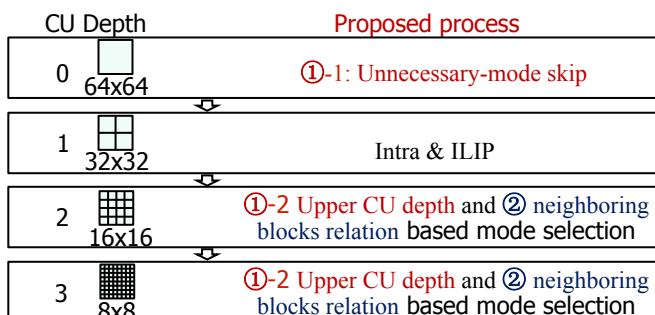 CU Depth Proposed process
0 64x64 ①-1: Unnecessary-mode skip
1 32x32 Intra & ILIP
2 16x16 ①-2 Upper CU depth and ② neighboring
blocks relation based mode selection
3 8x8 ①-2 Upper CU depth and ② neighboring
blocks relation based mode selection